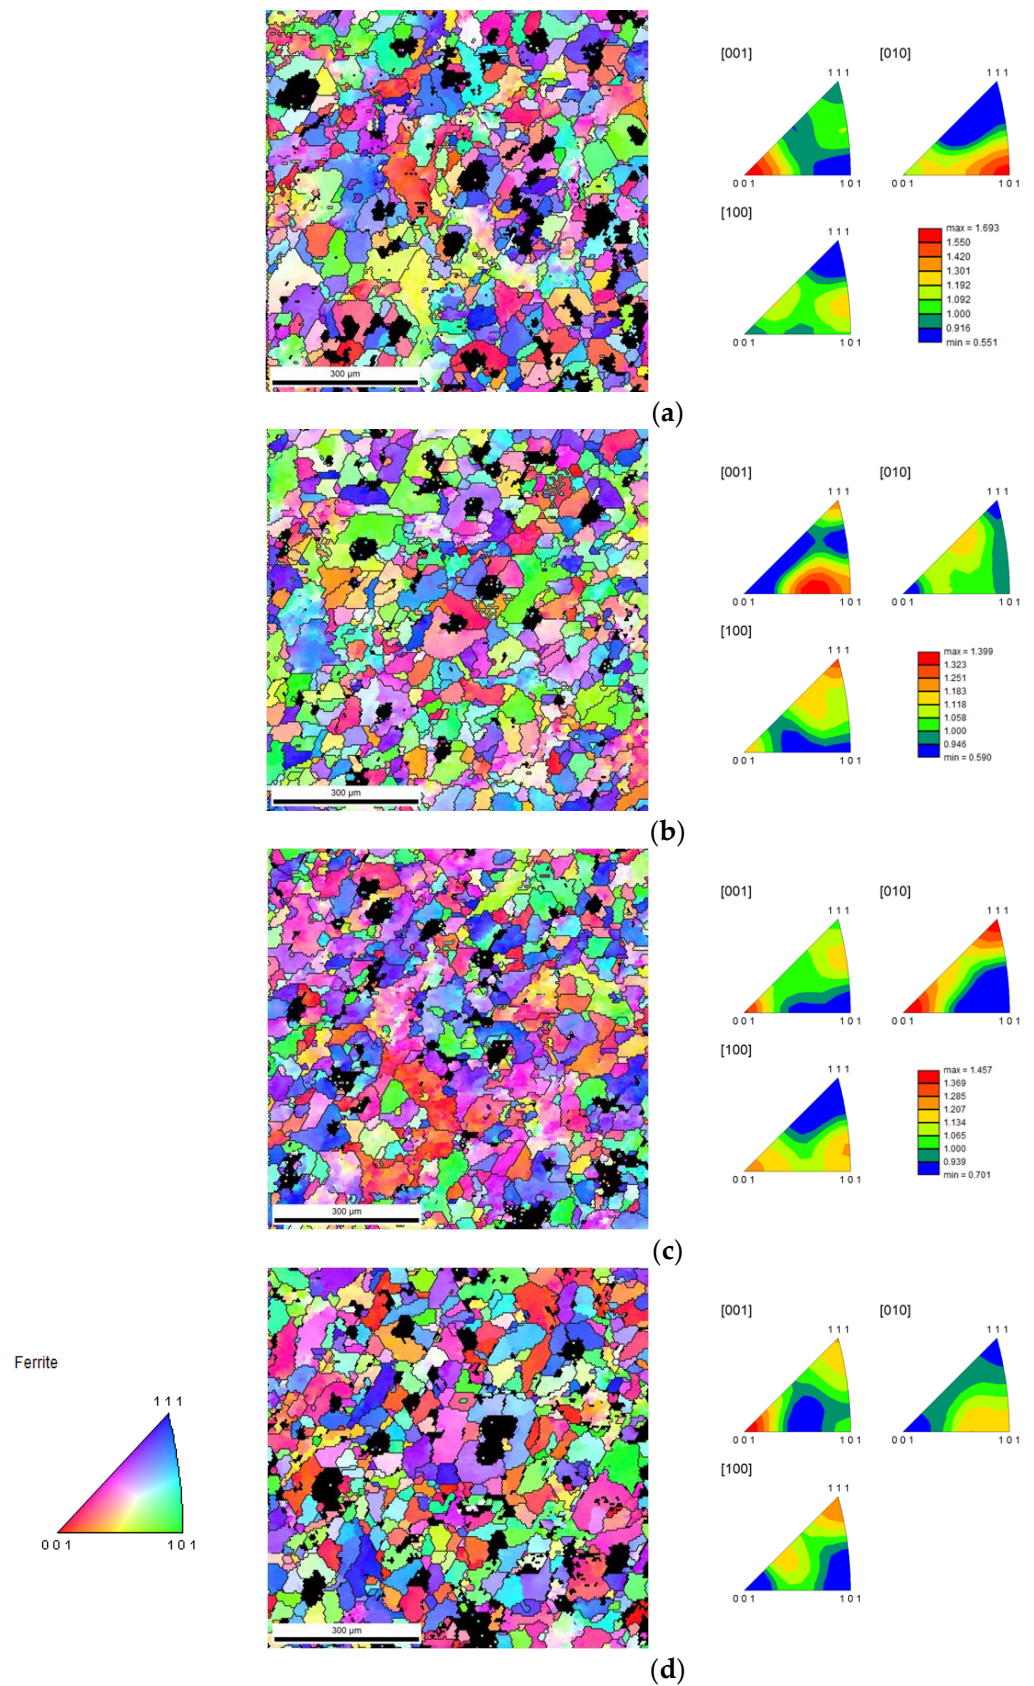 [001] [010]
1 1 1 1 1 1
0 0 1 1 0 1 0 0 1 1 0 1
[100]
1 1 1
0 0 1 1 0 1
max = 1.693
1.550
1.420
1.301
1.192
1.092
1.000
0.916
min = 0.551
300 µm
(a)
[001] [010]
1 1 1 1 1 1
0 0 1 1 0 1 0 0 1 1 0 1
[100]
1 1 1
0 0 1 1 0 1
max = 1.399
1.323
1.251
1.183
1.118
1.058
1.000
0.946
min = 0.590
300 µm
(b)
[001] [010]
1 1 1 1 1 1
0 0 1 1 0 1 0 0 1 1 0 1
[100]
1 1 1
0 0 1 1 0 1
max = 1.457
1.369
1.285
1.207
1.134
1.065
1.000
0.939
min = 0.701
300 µm
(c)
Ferrite
1 1 1
0 0 1 1 0 1
[001] [010]
1 1 1 1 1 1
0 0 1 1 0 1 0 0 1 1 0 1
[100]
1 1 1
0 0 1 1 0 1
300 µm
(d)